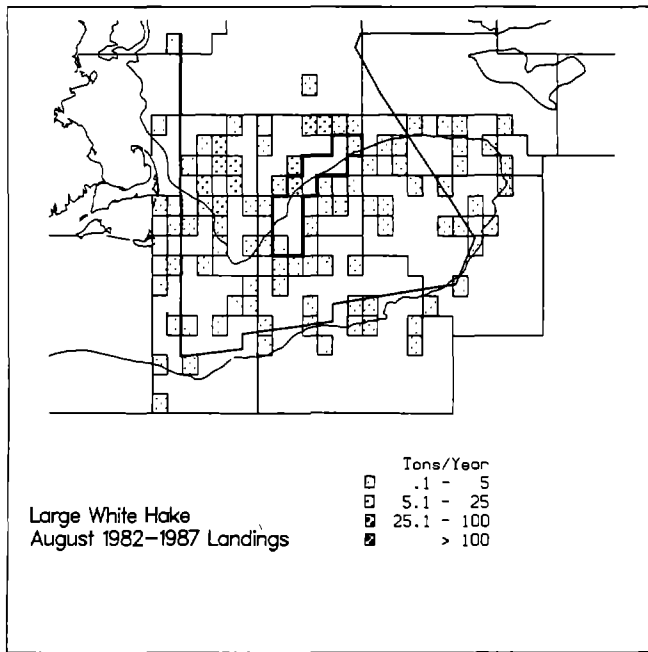 Tons/Year
.1 - 5
5.1 - 25
25.1 - 100
> 100
Large White Hake
August 1982-1987 Landings